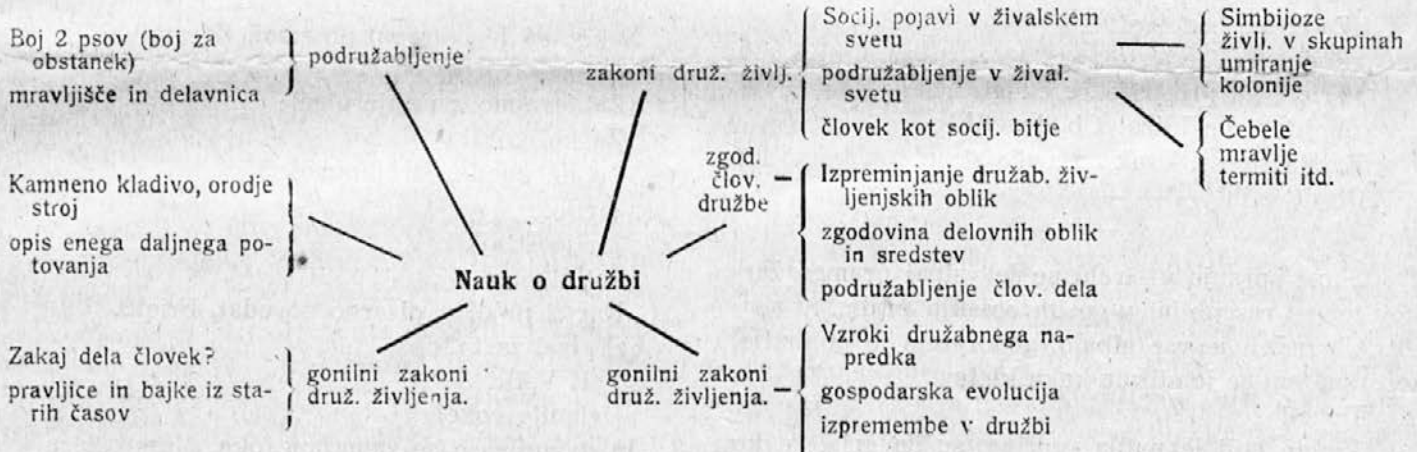 Boj 2 psov (boj za
obstanek)
mravljišče in delavnica
podružabljenje
zakoni druž. življ.
Socij. pojavi v živalskem
svetu
podružabljenje v žival.
svetu
človek kot socij. bitje
Simbijoze
življ. v skupinah
umiranje
kolonije
Čebele
mravlje
termiti itd.
Kamneno kladivo, orodje
stroj
opis enega daljnega po-
tovanja
zgod.
člov.
družbe
Izpreminjanje družab. živ-
ljenjskih oblik
zgodovina delovnih oblik
in sredstev
podružabljenje člov. dela
Nauk o družbi
Zakaj dela človek?
pravljice in bajke iz sta-
rih časov
gonilni zakoni
druž. življenja.
gonilni zakoni
druž. življenja.
Vzroki družabnega na-
predka
gospodarska evolucija
izpremembe v družbi